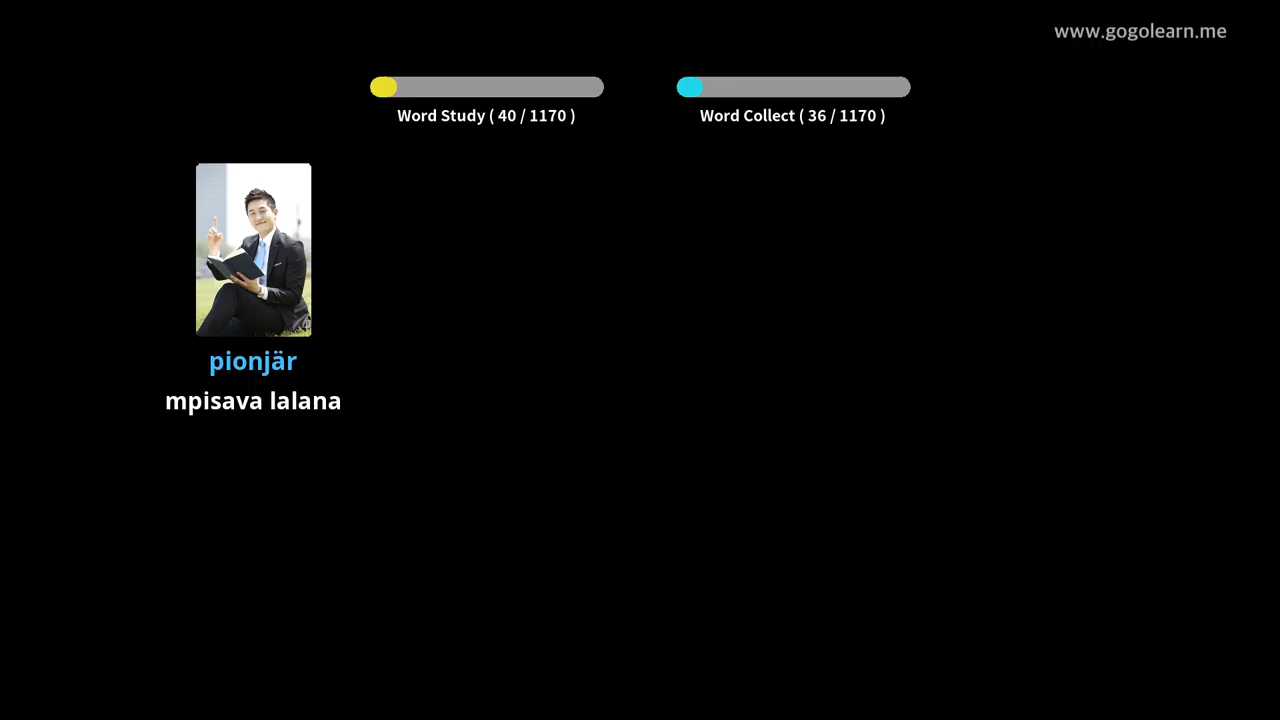 www.gogolearn.me
Word Study ( 40 / 1170 )
Word Collect ( 36 / 1170 )
pionjär
mpisava lalana